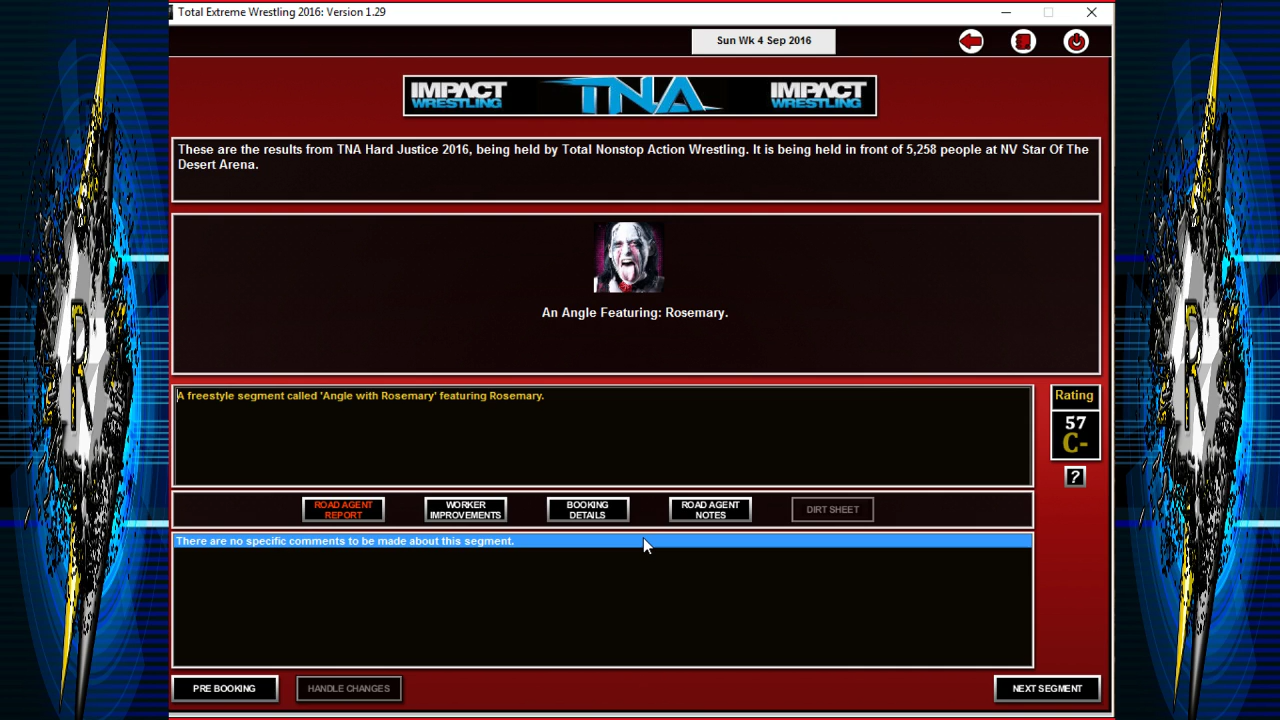 Total Extreme Wrestling 2016: Version 1.29
Sun Wk 4 Sep 2016
IMPACT WRESTLING TNA IMPACT WRESTLING
These are the results from TNA Hard Justice 2016, being held by Total Nonstop Action Wrestling. It is being held in front of 5,258 people at NV Star Of The
Desert Arena.
An Angle Featuring: Rosemary.
A freestyle segment called 'Angle with Rosemary' featuring Rosemary.
Rating
57
C-
?
ROAD AGENT REPORT
WORKER IMPROVEMENTS
BOOKING DETAILS
ROAD AGENT NOTES
DIRT SHEET
There are no specific comments to be made about this segment.
PRE BOOKING
HANDLE CHANGES
NEXT SEGMENT
R
R